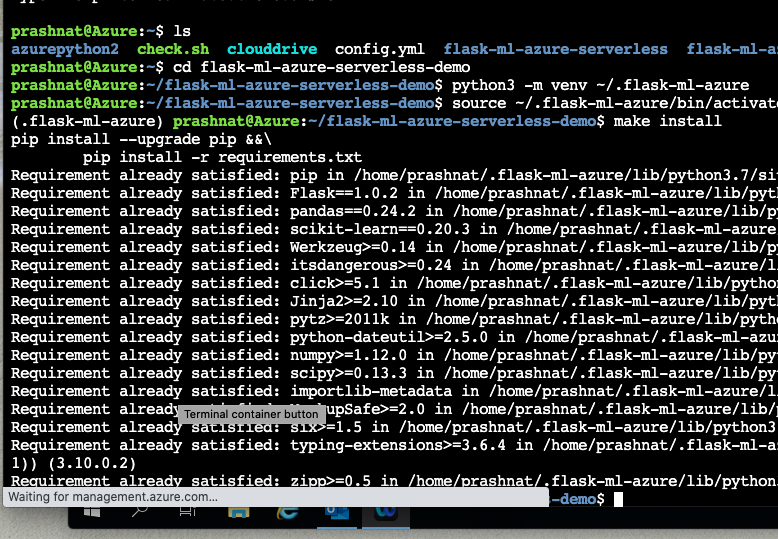 prashnat@Azure:~$ ls
azurepython2 check.sh clouddrive config.yml flask-ml-azure-serverless flask-ml-a
prashnat@Azure:~$ cd flask-ml-azure-serverless-demo
prashnat@Azure:~/flask-ml-azure-serverless-demo$ python3 -m venv ~/.flask-ml-azure
prashnat@Azure:~/flask-ml-azure-serverless-demo$ source ~/.flask-ml-azure/bin/activate
(.flask-ml-azure) prashnat@Azure:~/flask-ml-azure-serverless-demo$ make install
pip install --upgrade pip &&\
pip install -r requirements.txt
Requirement already satisfied: pip in /home/prashnat/.flask-ml-azure/lib/python3.7/sit
Requirement already satisfied: Flask==1.0.2 in /home/prashnat/.flask-ml-azure/lib/pyt
Requirement already satisfied: pandas==0.24.2 in /home/prashnat/.flask-ml-azure/lib/p
Requirement already satisfied: scikit-learn==0.20.3 in /home/prashnat/.flask-ml-azure
Requirement already satisfied: Werkzeug>=0.14 in /home/prashnat/.flask-ml-azure/lib/p
Requirement already satisfied: itsdangerous>=0.24 in /home/prashnat/.flask-ml-azure/l
Requirement already satisfied: click>=5.1 in /home/prashnat/.flask-ml-azure/lib/python
Requirement already satisfied: Jinja2>=2.10 in /home/prashnat/.flask-ml-azure/lib/pyt
Requirement already satisfied: pytz>=2011k in /home/prashnat/.flask-ml-azure/lib/pyth
Requirement already satisfied: python-dateutil>=2.5.0 in /home/prashnat/.flask-ml-azu
Requirement already satisfied: numpy>=1.12.0 in /home/prashnat/.flask-ml-azure/lib/py
Requirement already satisfied: scipy>=0.13.3 in /home/prashnat/.flask-ml-azure/lib/py
Requirement already satisfied: importlib-metadata in /home/prashnat/.flask-ml-azure/l
Requirement already Terminal container button upSafe>=2.0 in /home/prashnat/.flask-ml-azure/lib/p
Requirement already satisfied: six>=1.5 in /home/prashnat/.flask-ml-azure/lib/python3
Requirement already satisfied: typing-extensions>=3.6.4 in /home/prashnat/.flask-ml-az
1)) (3.10.0.2)
Requirement already satisfied: zipp>=0.5 in /home/prashnat/.flask-ml-azure/lib/python
Waiting for management.azure.com... -demo$